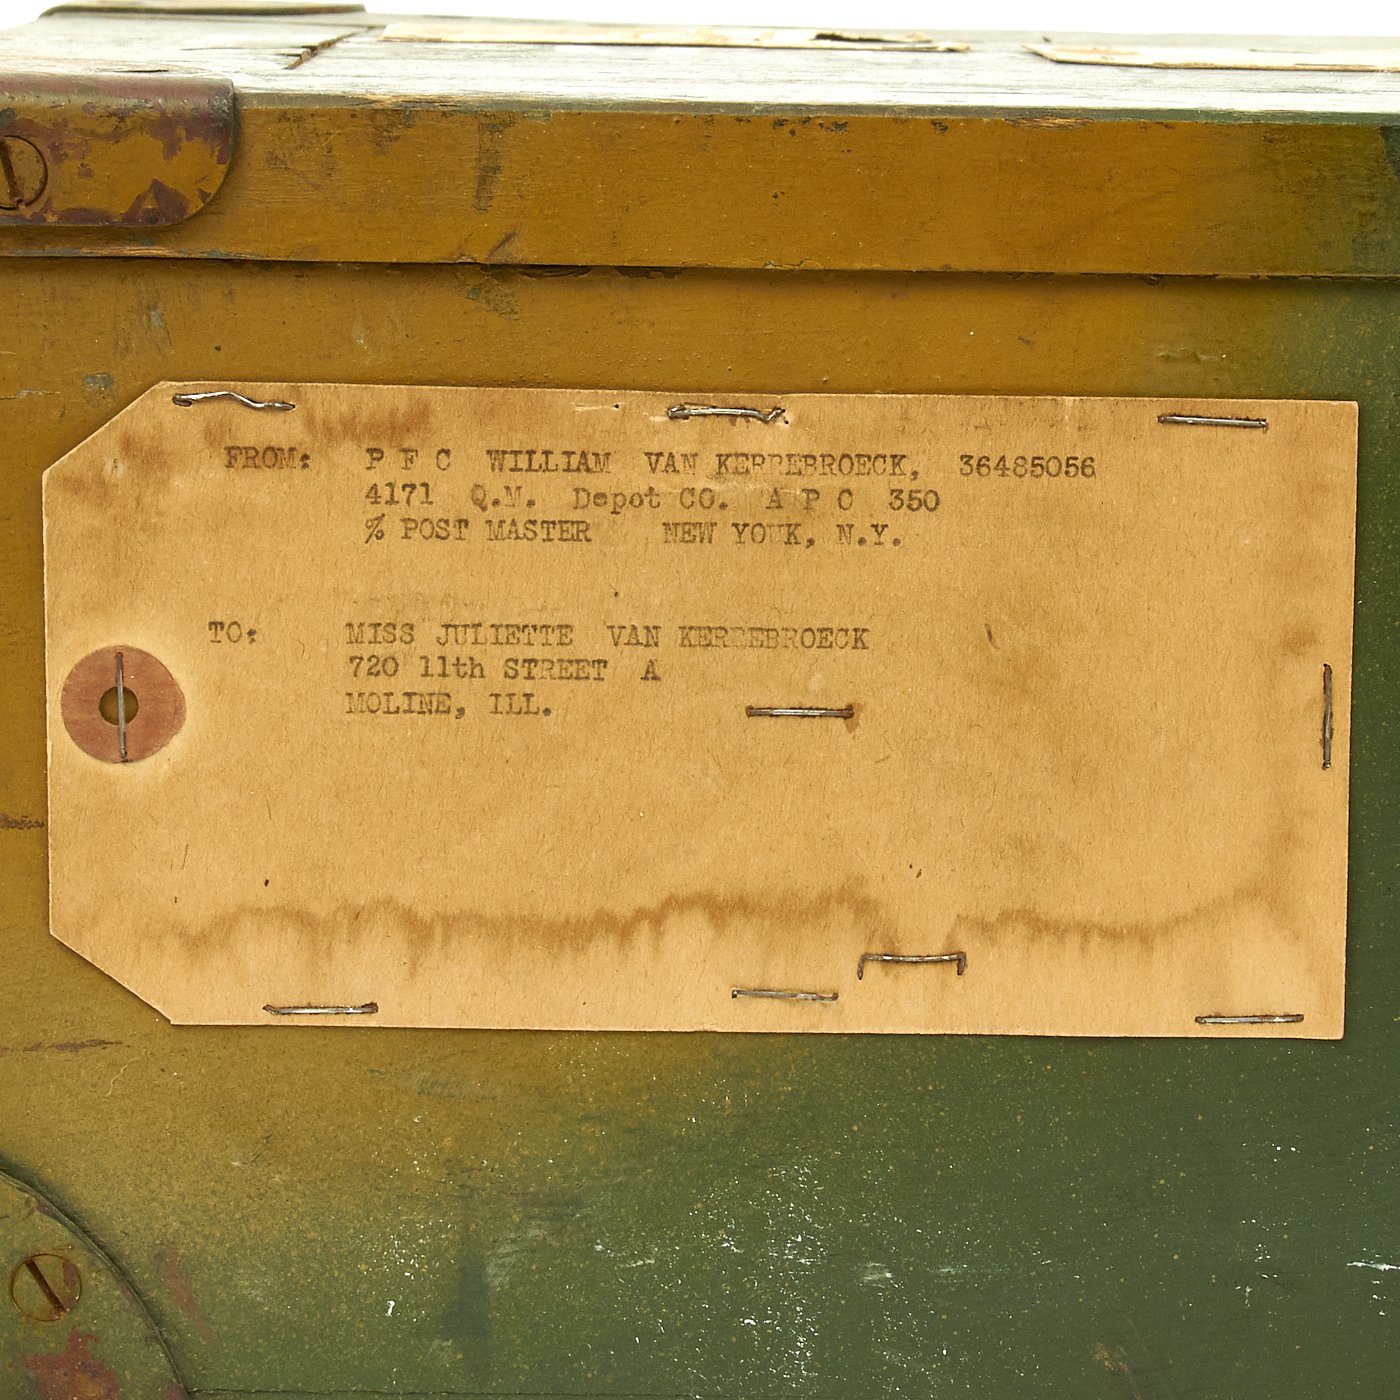 FROM: P F C WILLIAM VAN KERREBROECK, 36485056
4171 Q.M. Depot CO. A P O 350
% POST MASTER NEW YORK, N.Y.
TO: MISS JULIETTE VAN KERREBROECK
720 11th STREET A
MOLINE, ILL.